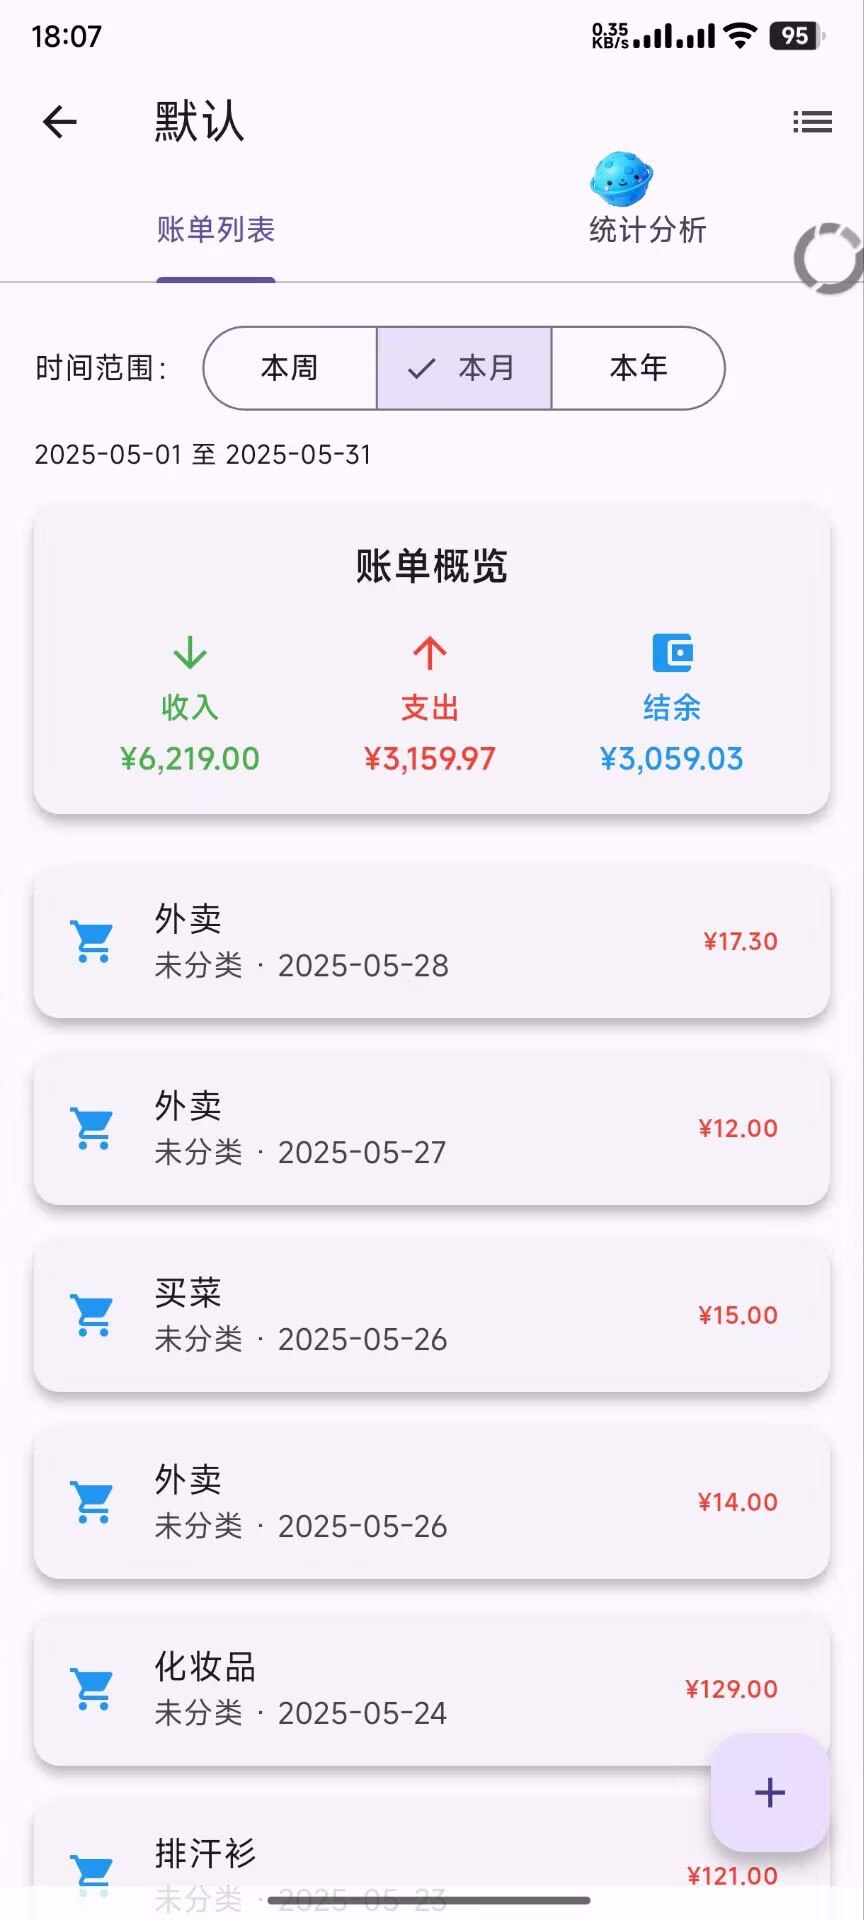 18:07
0.35
KB/s
95
默认
账单列表
统计分析
时间范围：
本周
本月
本年
2025-05-01 至 2025-05-31
账单概览
收入
支出
结余
¥6,219.00
¥3,159.97
¥3,059.03
外卖
未分类 · 2025-05-28
¥17.30
外卖
未分类 · 2025-05-27
¥12.00
买菜
未分类 · 2025-05-26
¥15.00
外卖
未分类 · 2025-05-26
¥14.00
化妆品
未分类 · 2025-05-24
¥129.00
+
排汗衫
未分类 · 2025-05-23
¥121.00